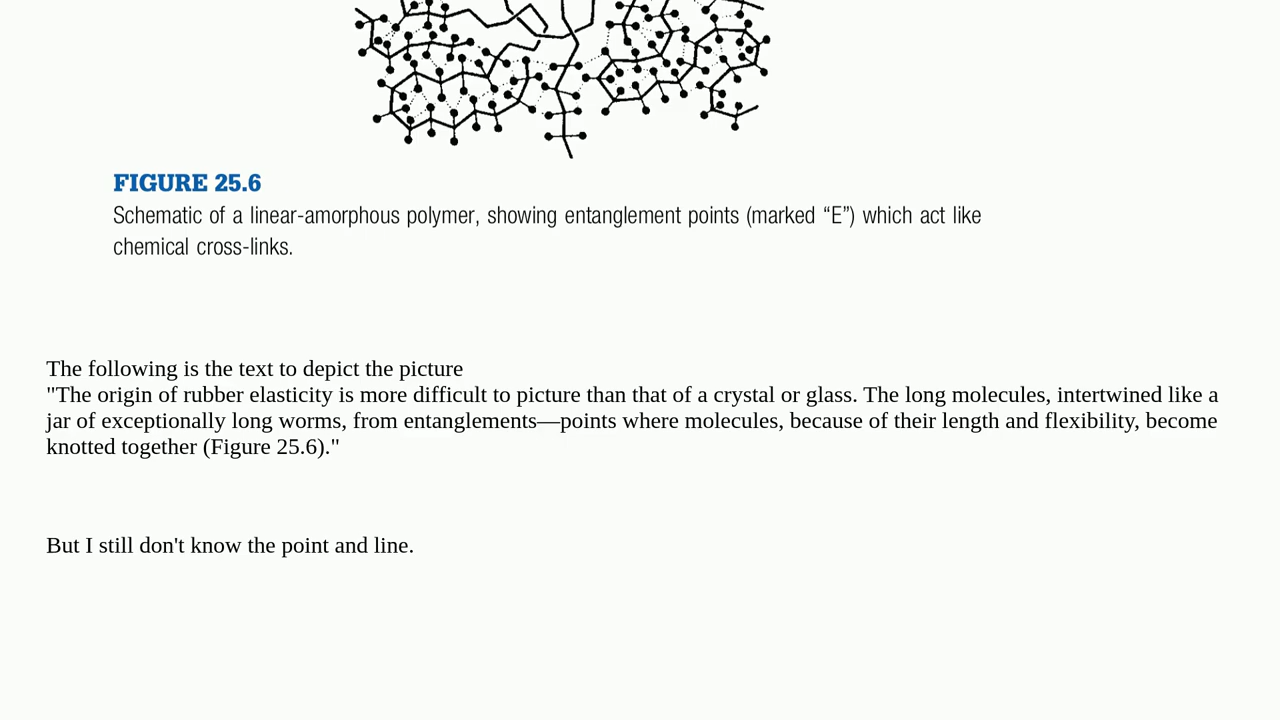 FIGURE 25.6
Schematic of a linear-amorphous polymer, showing entanglement points (marked “E”) which act like
chemical cross-links.
The following is the text to depict the picture
"The origin of rubber elasticity is more difficult to picture than that of a crystal or glass. The long molecules, intertwined like a
jar of exceptionally long worms, from entanglements—points where molecules, because of their length and flexibility, become
knotted together (Figure 25.6)."
But I still don't know the point and line.